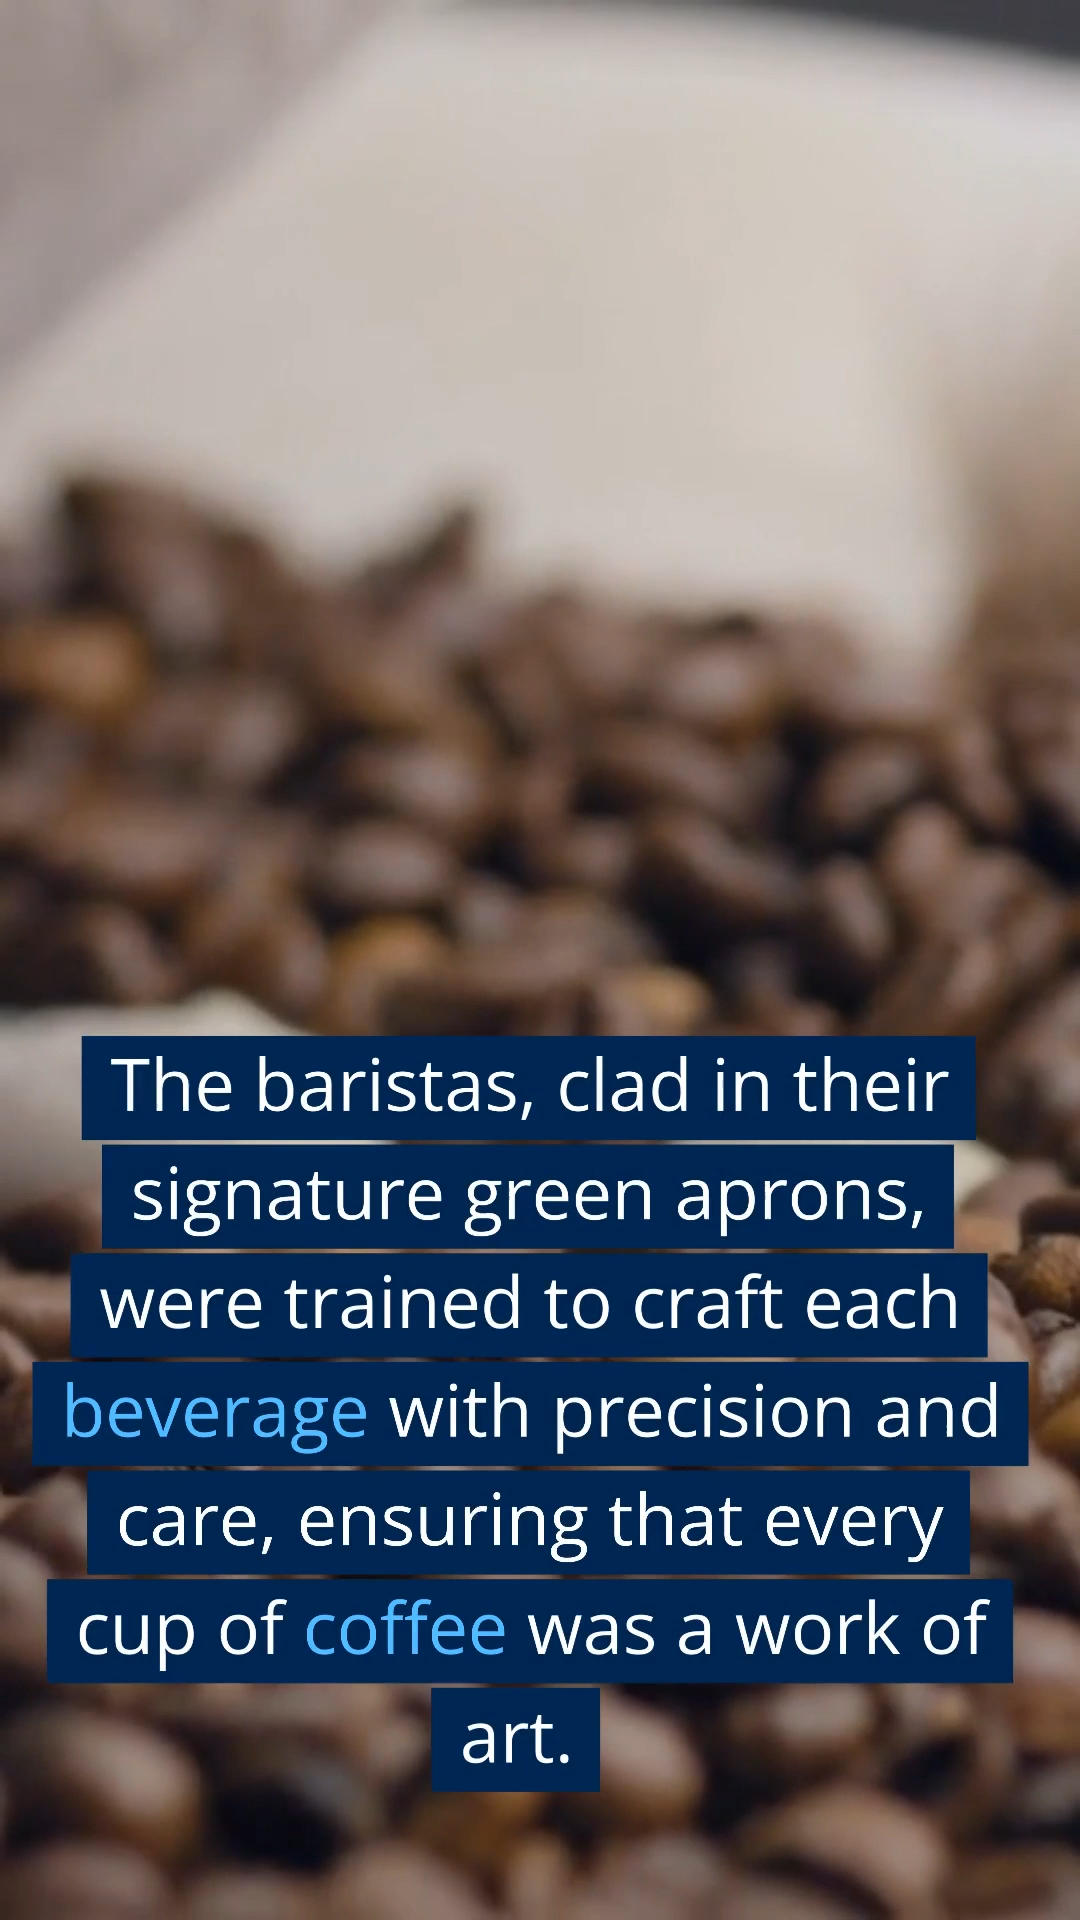 The baristas, clad in their
signature green aprons,
were trained to craft each
beverage with precision and
care, ensuring that every
cup of coffee was a work of
art.